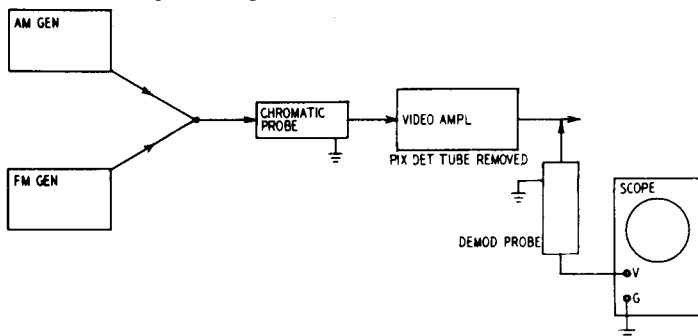 AM GEN
FM GEN
CHROMATIC
PROBE
VIDEO AMPL
PIX DET TUBE REMOVED
DEMOD PROBE
SCOPE
V
G